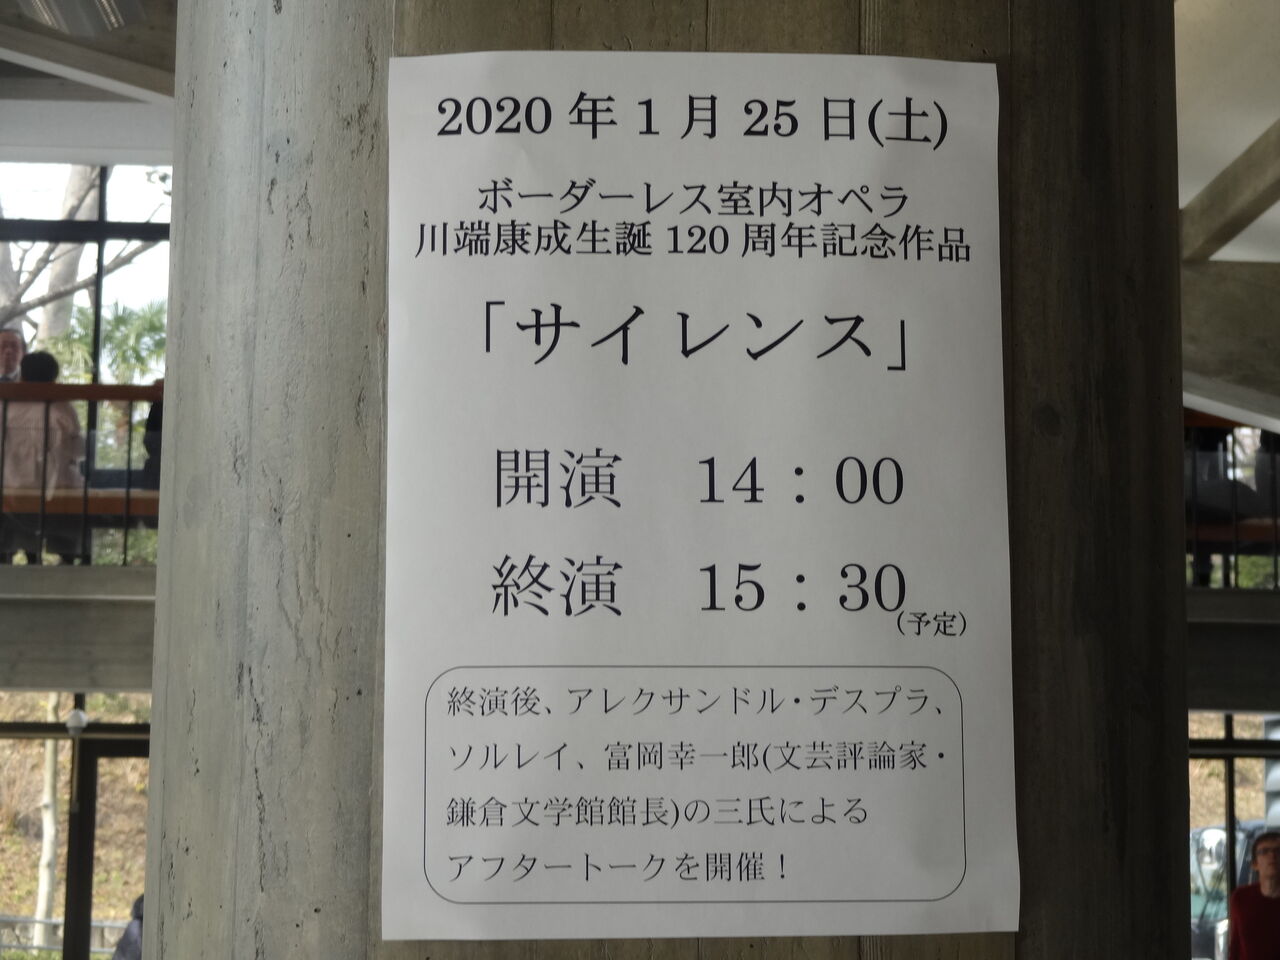 2020 年 1 月 25 日(土)
ボーダーレス室内オペラ
川端康成生誕 120 周年記念作品
「サイレンス」
開演　14：00
終演　15：30
(予定)
終演後、アレクサンドル・デスプラ、
ソルレイ、富岡幸一郎(文芸評論家・
鎌倉文学館館長)の三氏による
アフタートークを開催！